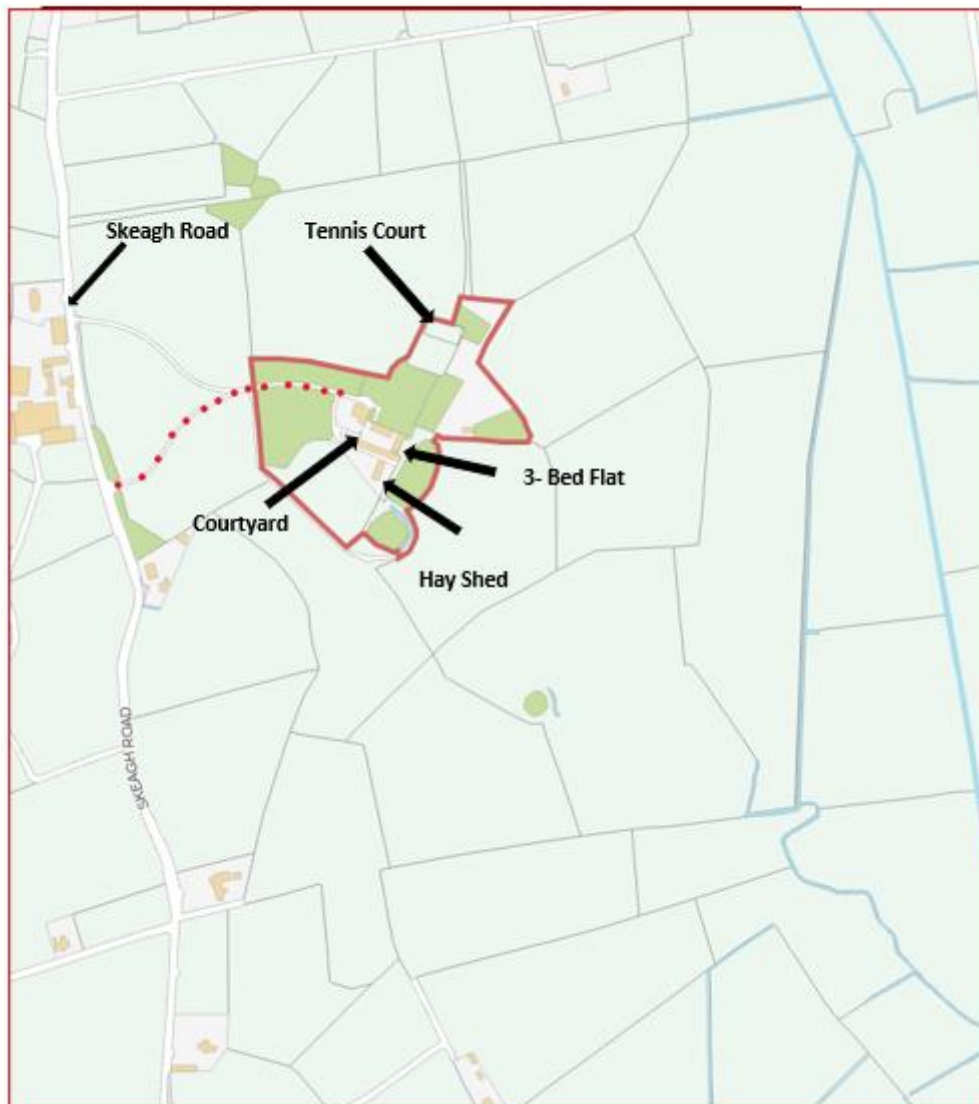 Skeagh Road
Tennis Court
3- Bed Flat
Courtyard
Hay Shed
SKEAGH ROAD